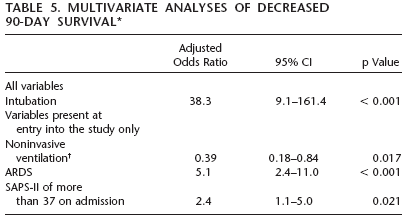 TABLE 5. MULTIVARIATE ANALYSES OF DECREASED
90-DAY SURVIVAL*
Adjusted
Odds Ratio 95% CI p Value
All variables
Intubation 38.3 9.1–161.4 < 0.001
Variables present at
entry into the study only
Noninvasive
ventilation† 0.39 0.18–0.84 0.017
ARDS 5.1 2.4–11.0 < 0.001
SAPS-II of more
than 37 on admission 2.4 1.1–5.0 0.021